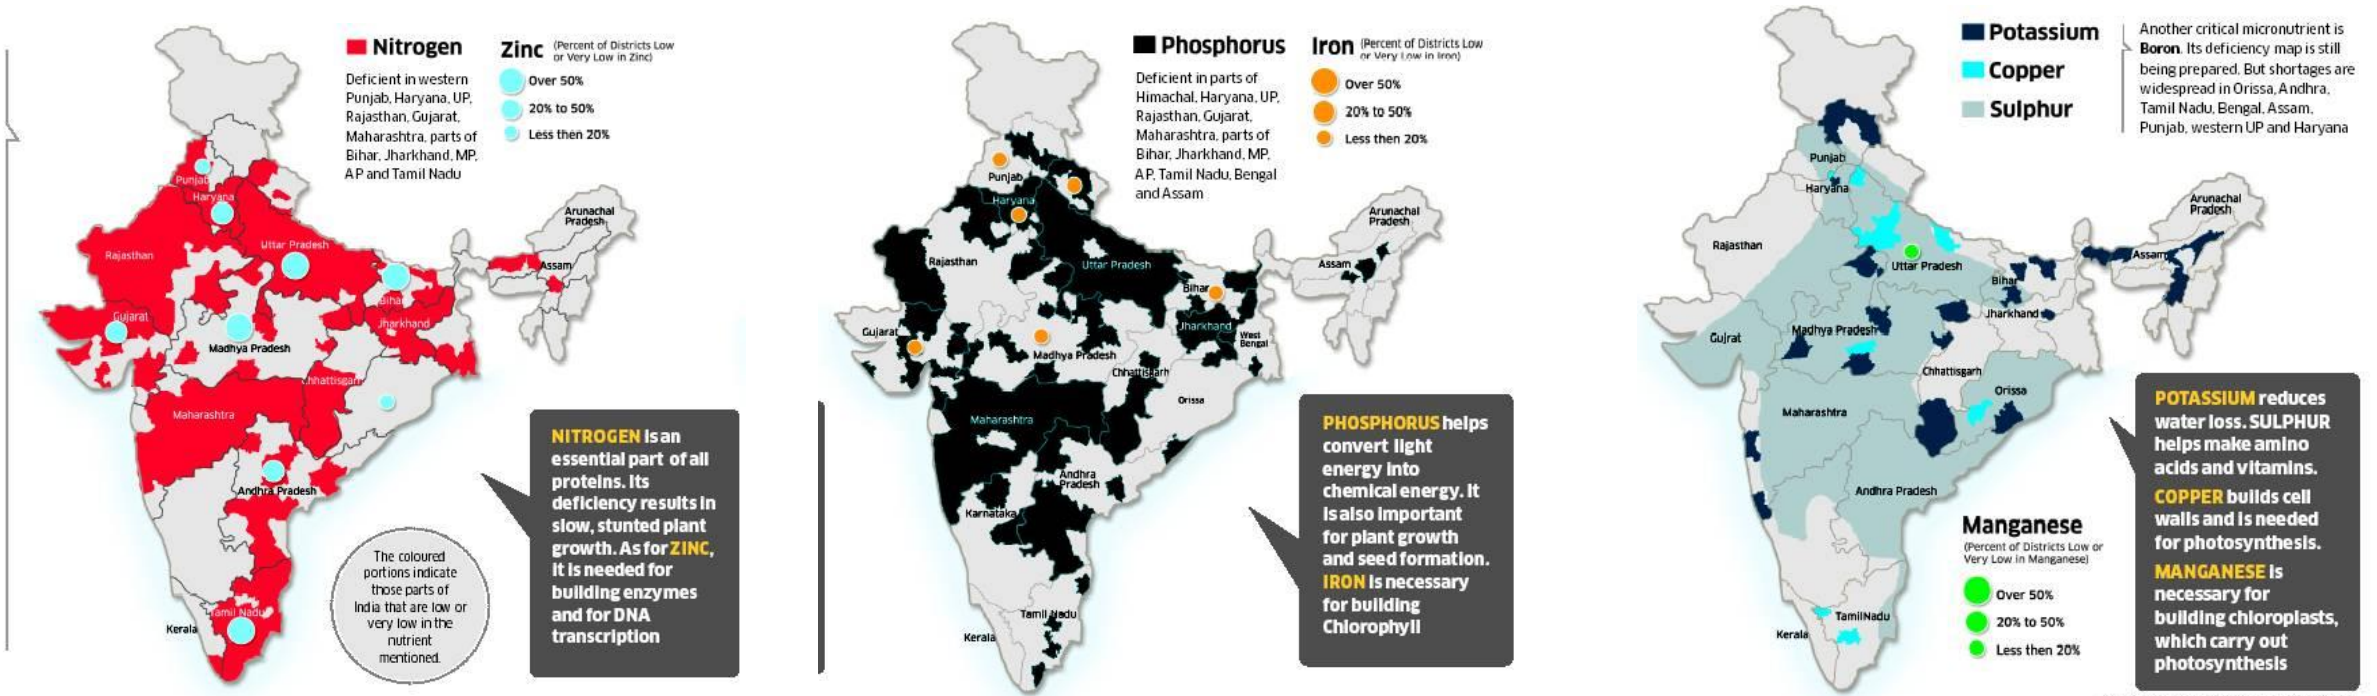 Nitrogen
Deficient in western
Punjab, Haryana, UP,
Rajasthan, Gujarat,
Maharashtra, parts of
Bihar, Jharkhand, MP,
AP and Tamil Nadu
Zinc (Percent of Districts Low
or Very Low in Zinc)
Over 50%
20% to 50%
Less then 20%
Punjab
Haryana
Rajasthan
Uttar Pradesh
Arunachal
Pradesh
Assam
Bihar
Gujarat
Jharkhand
Madhya Pradesh
Chhattisgarh
Maharashtra
Andhra Pradesh
Tamil Nadu
Kerala
The coloured
portions indicate
those parts of
India that are low or
very low in the
nutrient
mentioned.
NITROGEN is an
essential part of all
proteins. Its
deficiency results in
slow, stunted plant
growth. As for ZINC,
it is needed for
building enzymes
and for DNA
transcription
Phosphorus
Deficient in parts of
Himachal, Haryana, UP,
Rajasthan, Gujarat,
Maharashtra, parts of
Bihar, Jharkhand, MP,
AP, Tamil Nadu, Bengal
and Assam
Iron (Percent of Districts Low
or Very Low in Iron)
Over 50%
20% to 50%
Less then 20%
Punjab
Haryana
Arunachal
Pradesh
Rajasthan
Uttar Pradesh
Assam
Bihar
Gujarat
Jharkhand
West
Bengal
Madhya Pradesh
Chhattisgarh
Orissa
Maharashtra
Andhra
Pradesh
Karnataka
Tamil Nadu
Kerala
PHOSPHORUS helps
convert light
energy into
chemical energy. It
is also important
for plant growth
and seed formation.
IRON is necessary
for building
Chlorophyll
Potassium
Copper
Sulphur
Another critical micronutrient is
Boron. Its deficiency map is still
being prepared. But shortages are
widespread in Orissa, Andhra,
Tamil Nadu, Bengal, Assam,
Punjab, western UP and Haryana
Punjab
Haryana
Arunachal
Pradesh
Rajasthan
Assam
Uttar Pradesh
Bihar
Jharkhand
Gujrat
Madhya Pradesh
Chhattisgarh
Orissa
Maharashtra
Andhra Pradesh
TamilNadu
Kerala
Manganese
(Percent of Districts Low or
Very Low in Manganese)
Over 50%
20% to 50%
Less then 20%
POTASSIUM reduces
water loss. SULPHUR
helps make amino
acids and vitamins.
COPPER builds cell
walls and is needed
for photosynthesis.
MANGANESE is
necessary for
building chloroplasts,
which carry out
photosynthesis